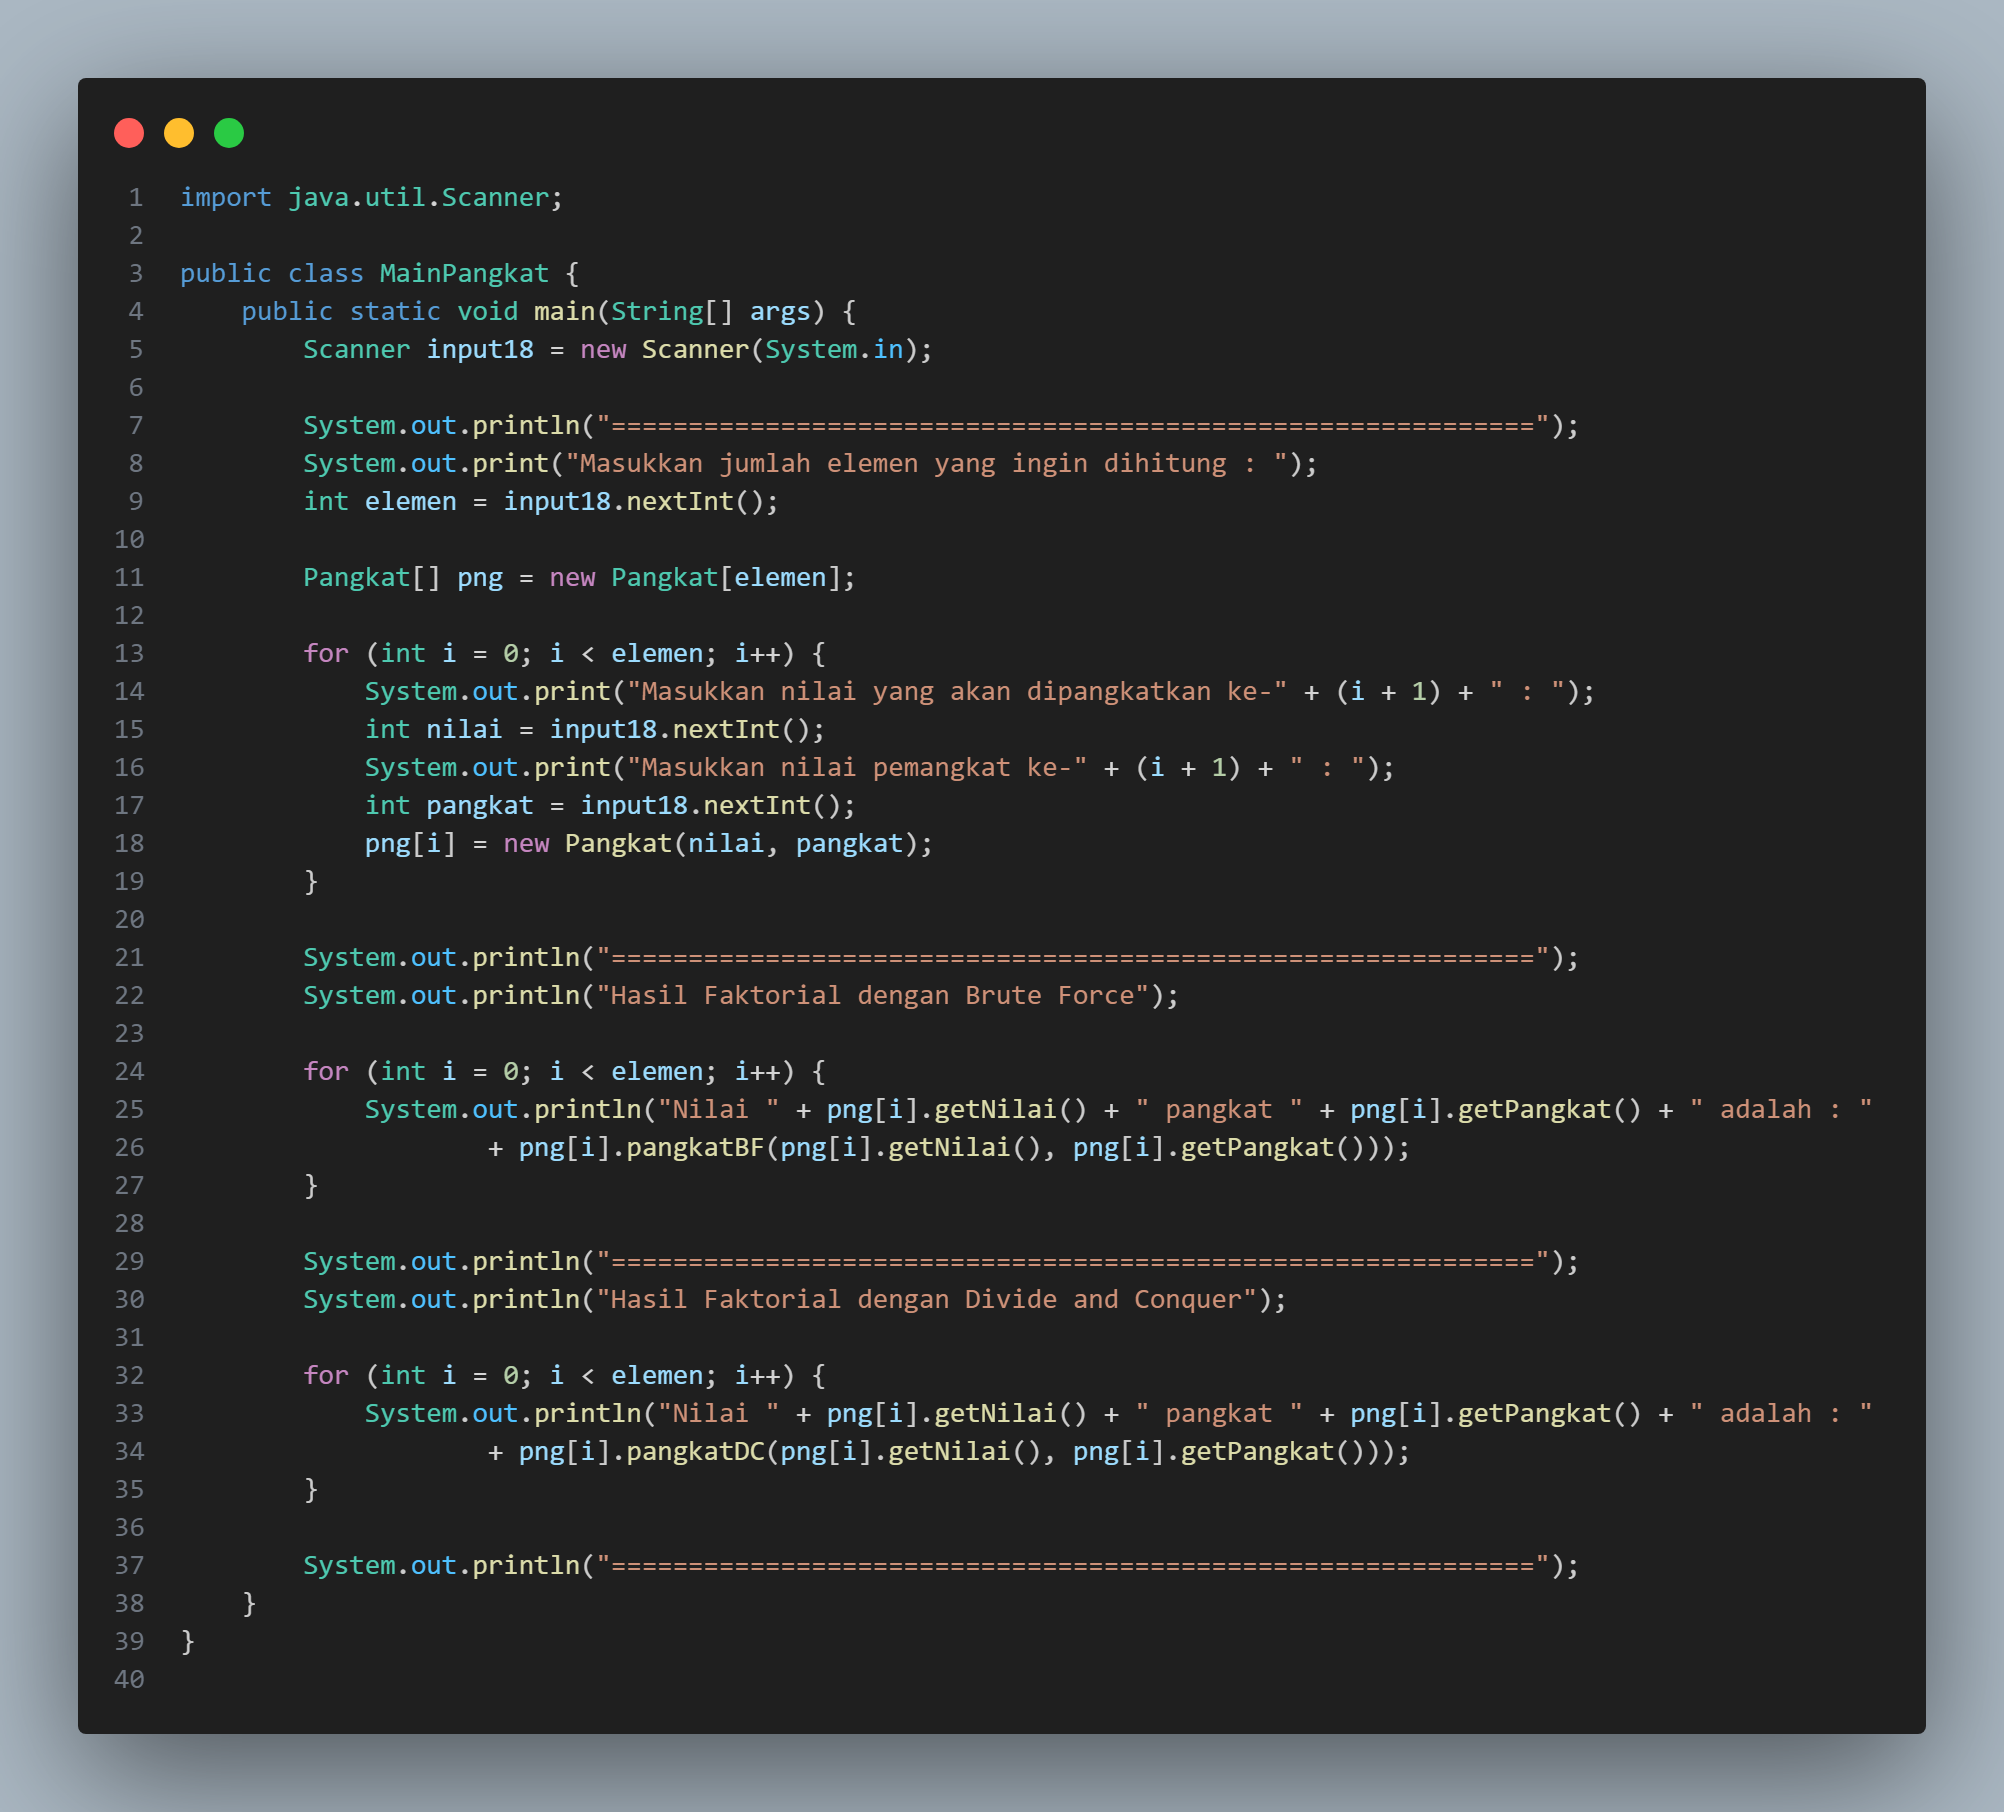 1 import java.util.Scanner;
2
3 public class MainPangkat {
4     public static void main(String[] args) {
5         Scanner input18 = new Scanner(System.in);
6
7         System.out.println("============================================================");
8         System.out.print("Masukkan jumlah elemen yang ingin dihitung : ");
9         int elemen = input18.nextInt();
10
11         Pangkat[] png = new Pangkat[elemen];
12
13         for (int i = 0; i < elemen; i++) {
14             System.out.print("Masukkan nilai yang akan dipangkatkan ke-" + (i + 1) + " : ");
15             int nilai = input18.nextInt();
16             System.out.print("Masukkan nilai pemangkat ke-" + (i + 1) + " : ");
17             int pangkat = input18.nextInt();
18             png[i] = new Pangkat(nilai, pangkat);
19         }
20
21         System.out.println("============================================================");
22         System.out.println("Hasil Faktorial dengan Brute Force");
23
24         for (int i = 0; i < elemen; i++) {
25             System.out.println("Nilai " + png[i].getNilai() + " pangkat " + png[i].getPangkat() + " adalah : "
26                     + png[i].pangkatBF(png[i].getNilai(), png[i].getPangkat()));
27         }
28
29         System.out.println("============================================================");
30         System.out.println("Hasil Faktorial dengan Divide and Conquer");
31
32         for (int i = 0; i < elemen; i++) {
33             System.out.println("Nilai " + png[i].getNilai() + " pangkat " + png[i].getPangkat() + " adalah : "
34                     + png[i].pangkatDC(png[i].getNilai(), png[i].getPangkat()));
35         }
36
37         System.out.println("============================================================");
38     }
39 }
40